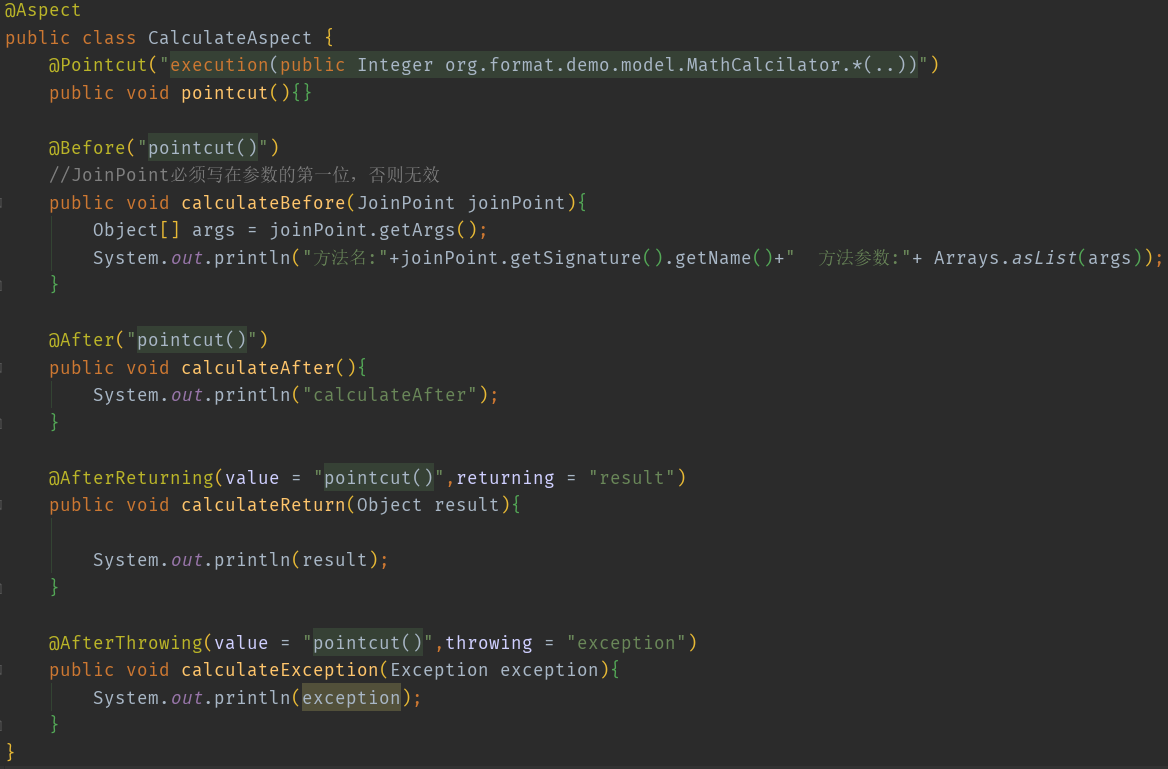 @Aspect
public class CalculateAspect {
@Pointcut("execution(public Integer org.format.demo.model.MathCalcilator.*(..))")
public void pointcut(){}
@Before("pointcut()")
//JoinPoint必须写在参数的第一位，否则无效
public void calculateBefore(JoinPoint joinPoint){
Object[] args = joinPoint.getArgs();
System.out.println("方法名:"+joinPoint.getSignature().getName()+"  方法参数:"+ Arrays.asList(args));
}
@After("pointcut()")
public void calculateAfter(){
System.out.println("calculateAfter");
}
@AfterReturning(value = "pointcut()",returning = "result")
public void calculateReturn(Object result){
System.out.println(result);
}
@AfterThrowing(value = "pointcut()",throwing = "exception")
public void calculateException(Exception exception){
System.out.println(exception);
}
}